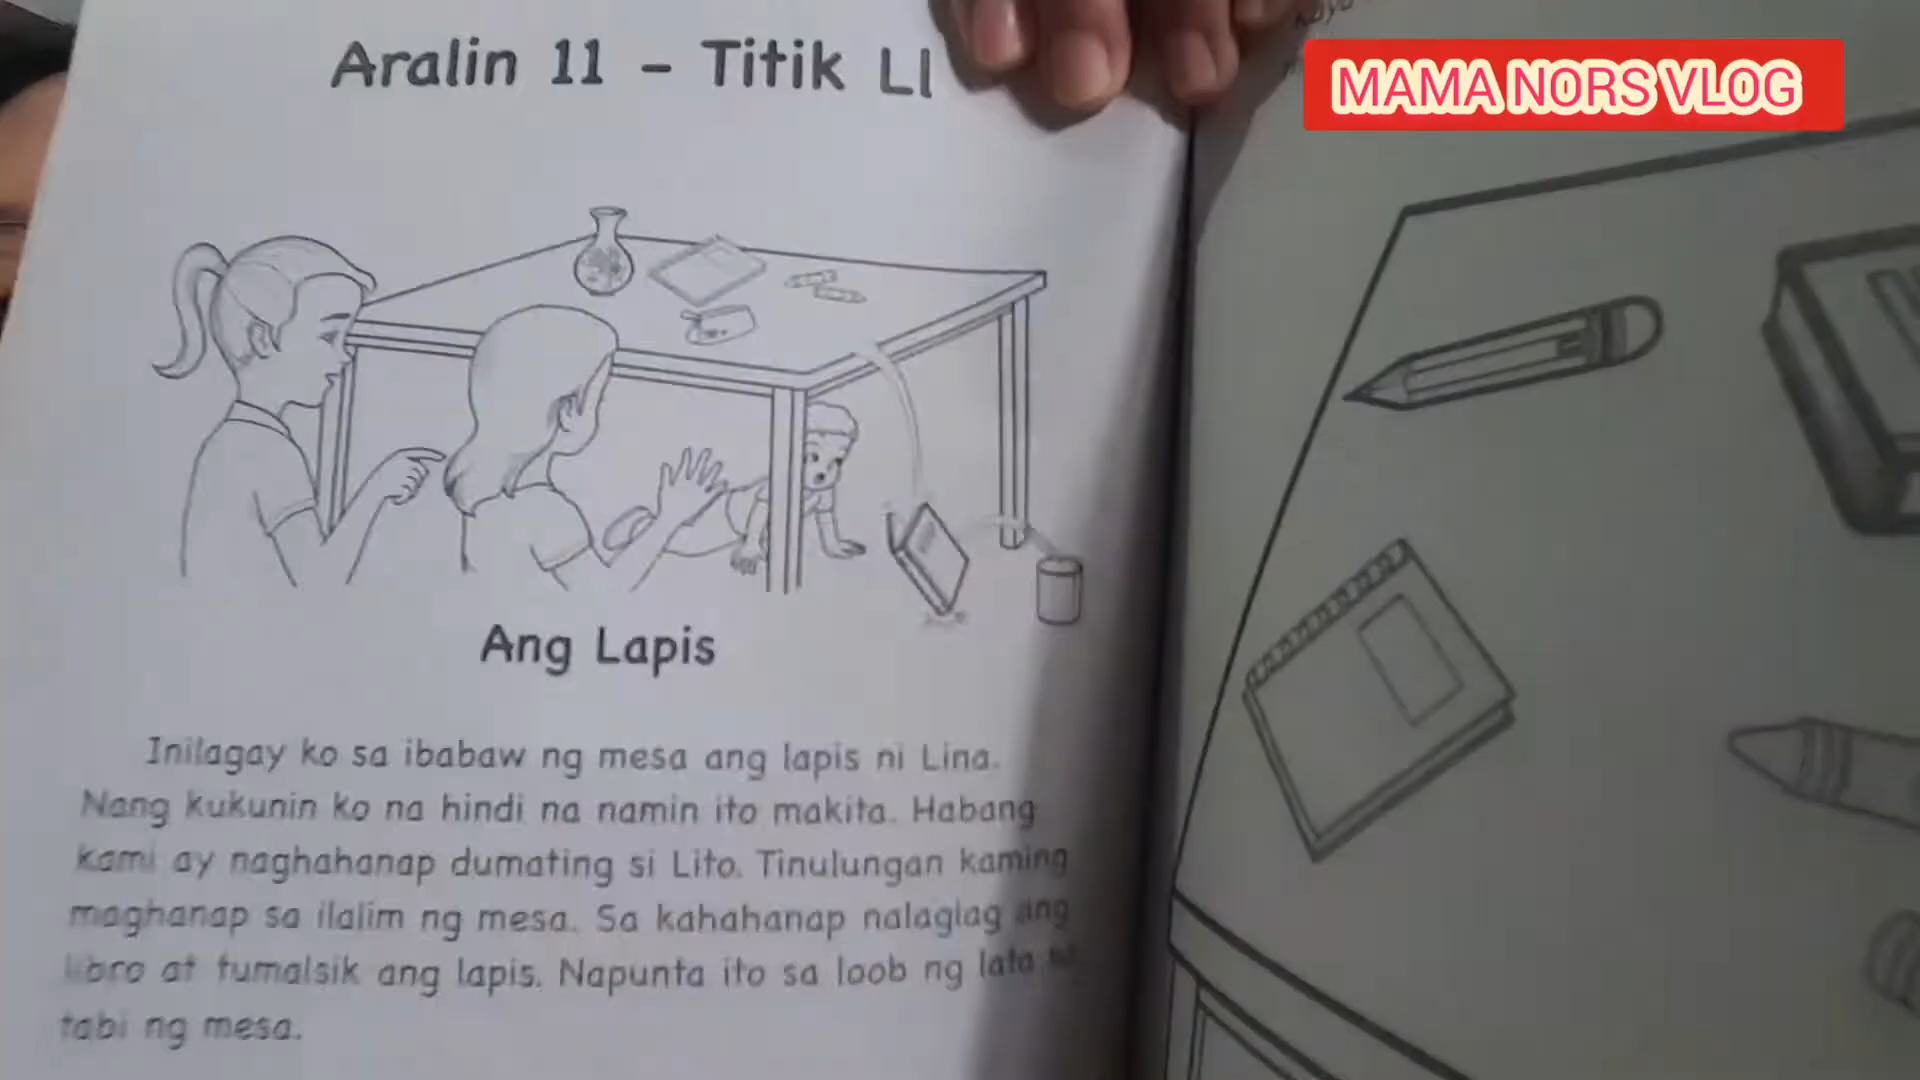 Aralin 11 - Titik Ll
MAMA NORS VLOG
Ang Lapis
Inilagay ko sa ibabaw ng mesa ang lapis ni Lina.
Nang kukunin ko na hindi na namin ito makita. Habang
kami ay naghahanap dumating si Lito. Tinulungan kaming
maghanap sa ilalim ng mesa. Sa kahahanap nalaglag ang
libro at tumalsik ang lapis. Napunta ito sa loob ng lata
tabi ng mesa.